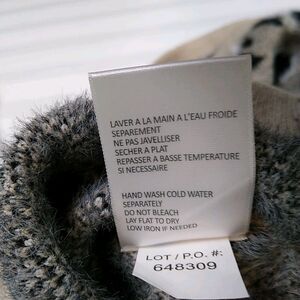 LAVER A LA MAIN A L'EAU FROIDE
SEPAREMENT
NE PAS JAVELLISER
SECHER A PLAT
REPASSER A BASSE TEMPERATURE
SI NECESSAIRE
HAND WASH COLD WATER
SEPARATELY
DO NOT BLEACH
LAY FLAT TO DRY
LOW IRON IF NEEDED
LOT / P.O. #:
648309